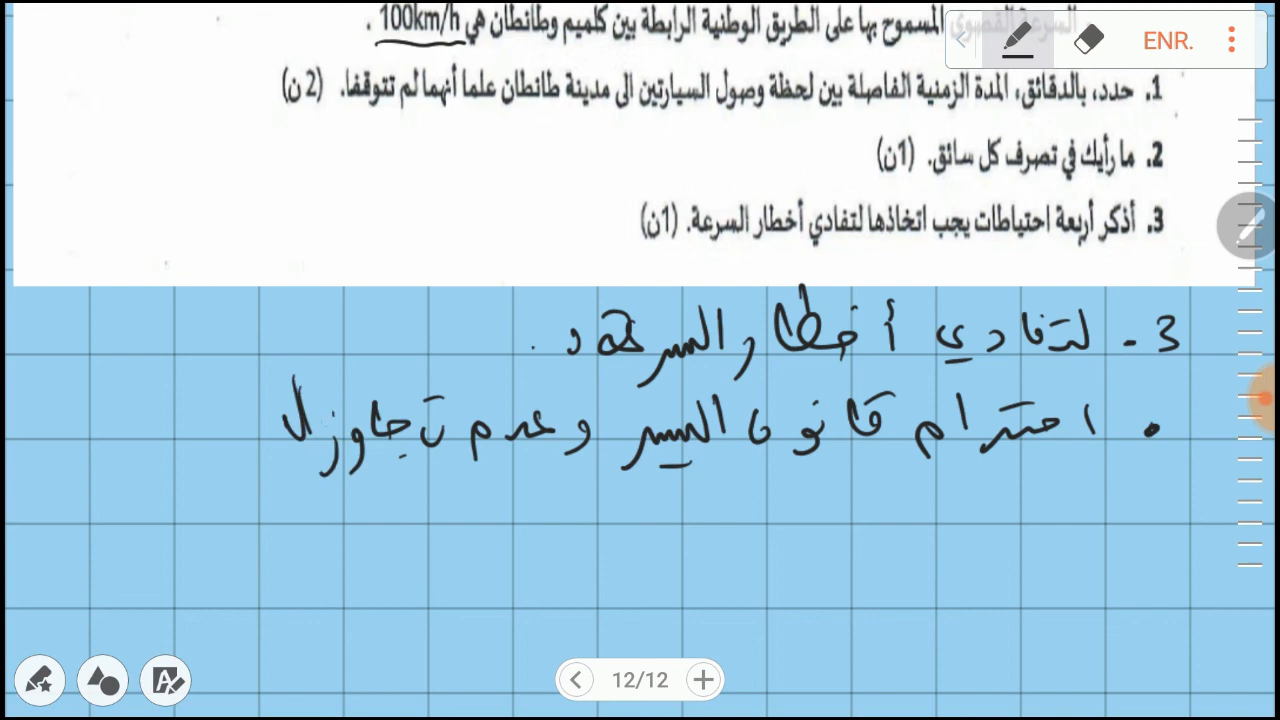 ENR.
السرعة القصوى المسموح بها على الطريق الوطنية الرابطة بين كلميم وطانطان هي 100km/h .
1. حدد، بالدقائق، المدة الزمنية الفاصلة بين لحظة وصول السيارتين الى مدينة طانطان علما أنهما لم تتوقفا. (2 ن)
2. ما رأيك في تصرف كل سائق. (1ن)
3. أذكر أربعة احتياطات يجب اتخاذها لتفادي أخطار السرعة. (1ن)
3 - لتفادي أخطار السرعة
• احترام قانون السير وعدم تجاوز ال
12/12